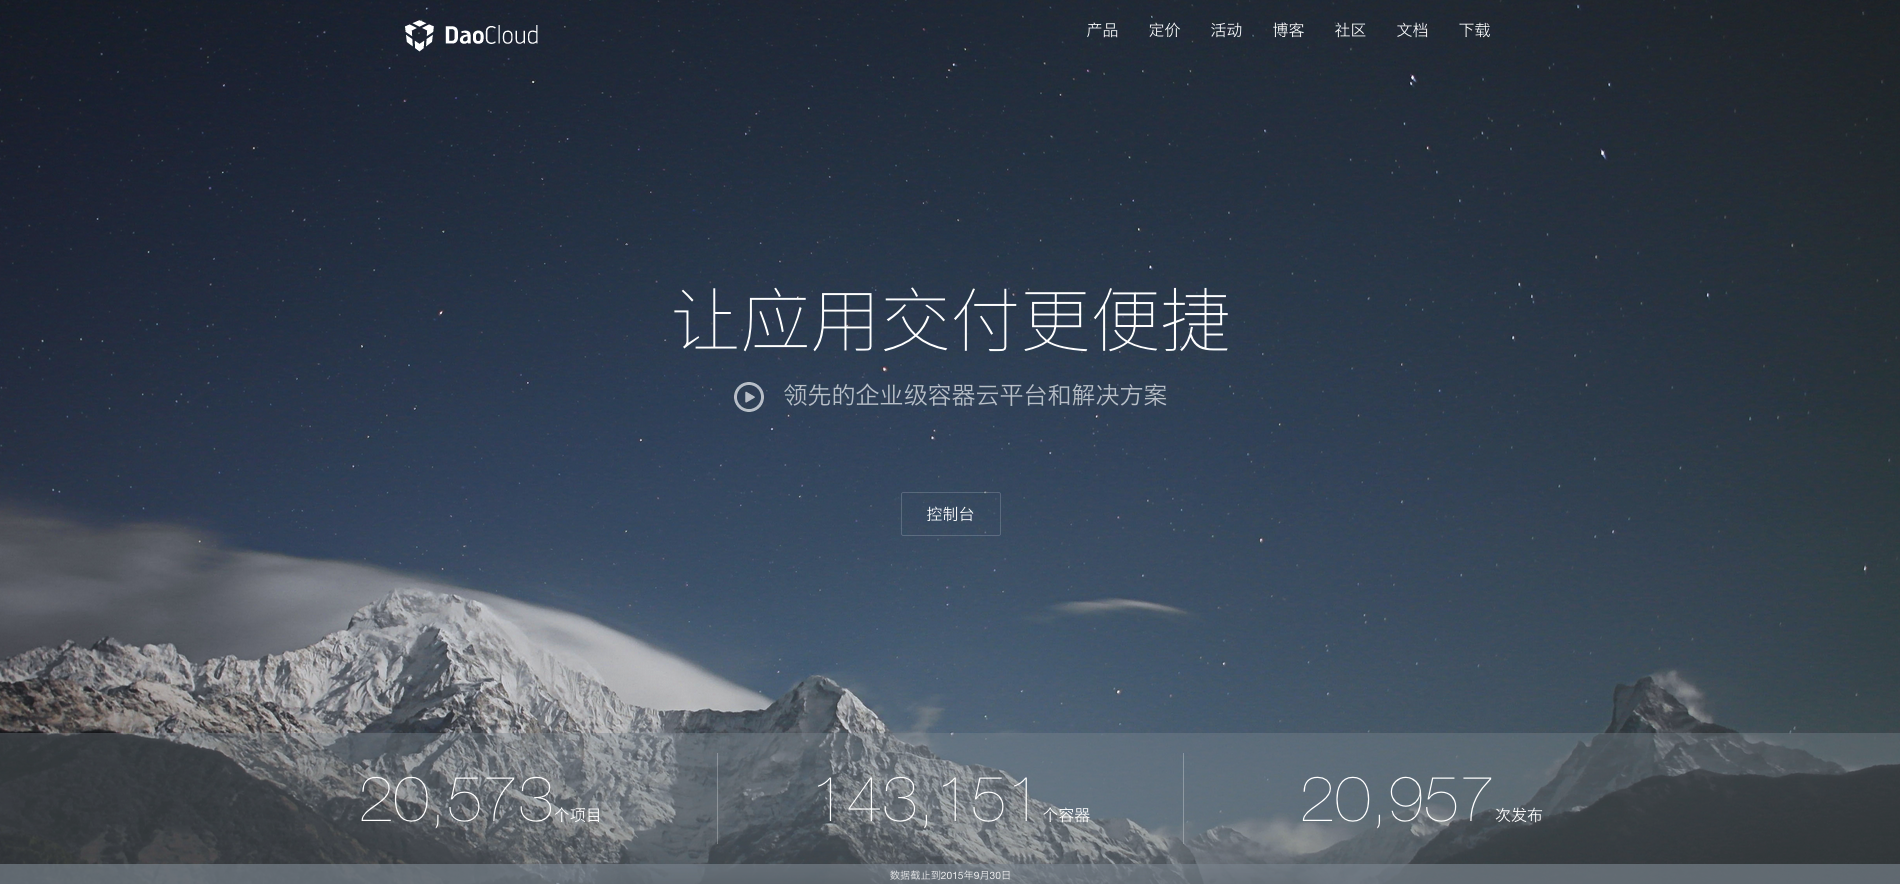 DaoCloud 产品 定价 活动 博客 社区 文档 下载
让应用交付更便捷
领先的企业级容器云平台和解决方案
控制台
20,573个项目 143,151个容器 20,957次发布
数据截止到2015年9月30日